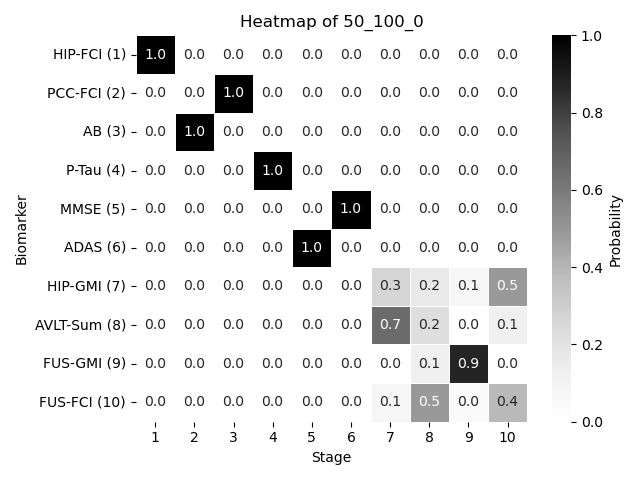 Heatmap of 50_100_0
HIP-FCI (1) 1.0 0.0 0.0 0.0 0.0 0.0 0.0 0.0 0.0 0.0
PCC-FCI (2) 0.0 0.0 1.0 0.0 0.0 0.0 0.0 0.0 0.0 0.0
AB (3) 0.0 1.0 0.0 0.0 0.0 0.0 0.0 0.0 0.0 0.0
P-Tau (4) 0.0 0.0 0.0 1.0 0.0 0.0 0.0 0.0 0.0 0.0
MMSE (5) 0.0 0.0 0.0 0.0 0.0 1.0 0.0 0.0 0.0 0.0
ADAS (6) 0.0 0.0 0.0 0.0 1.0 0.0 0.0 0.0 0.0 0.0
HIP-GMI (7) 0.0 0.0 0.0 0.0 0.0 0.0 0.3 0.2 0.1 0.5
AVLT-Sum (8) 0.0 0.0 0.0 0.0 0.0 0.0 0.7 0.2 0.0 0.1
FUS-GMI (9) 0.0 0.0 0.0 0.0 0.0 0.0 0.0 0.1 0.9 0.0
FUS-FCI (10) 0.0 0.0 0.0 0.0 0.0 0.0 0.1 0.5 0.0 0.4
1 2 3 4 5 6 7 8 9 10
Stage
Biomarker
1.0
0.8
0.6
0.4
0.2
0.0
Probability